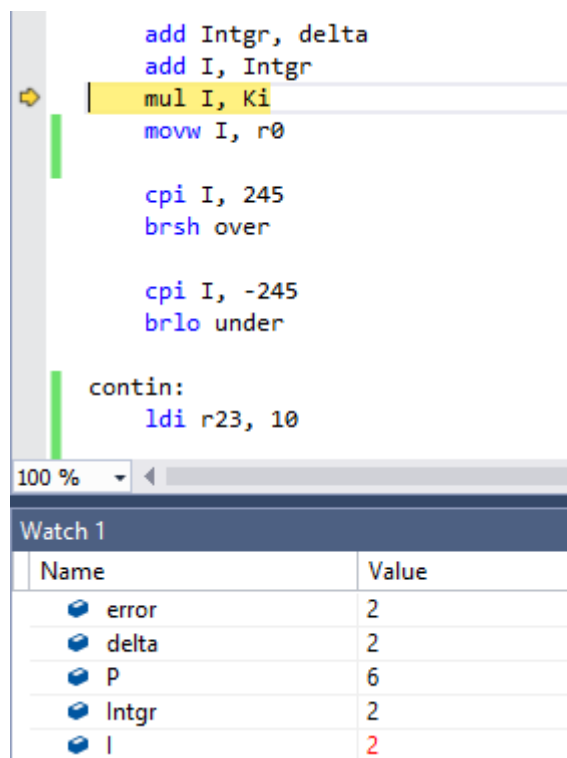 add Intgr, delta
add I, Intgr
mul I, Ki
movw I, r0
cpi I, 245
brsh over
cpi I, -245
brlo under
contin:
ldi r23, 10
100 %
Watch 1
Name Value
error 2
delta 2
P 6
Intgr 2
I 2